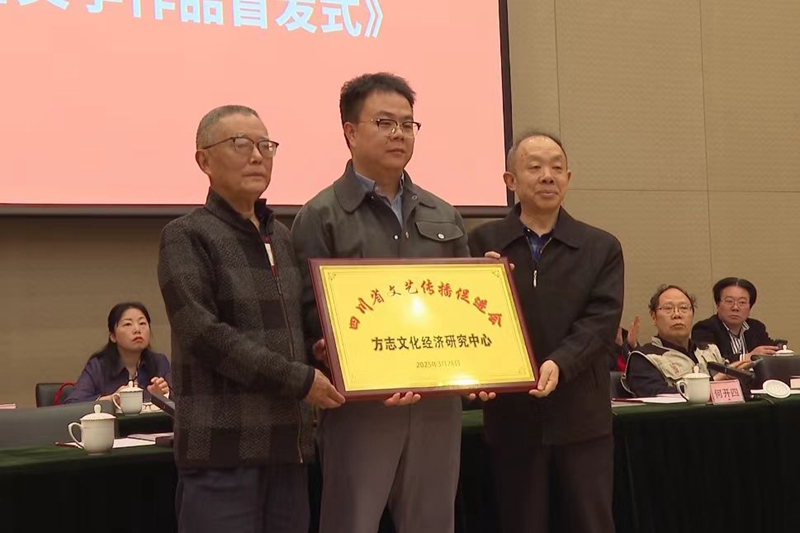 文学作品首发式》
四川省文艺传播促进会
方志文化经济研究中心
何开四